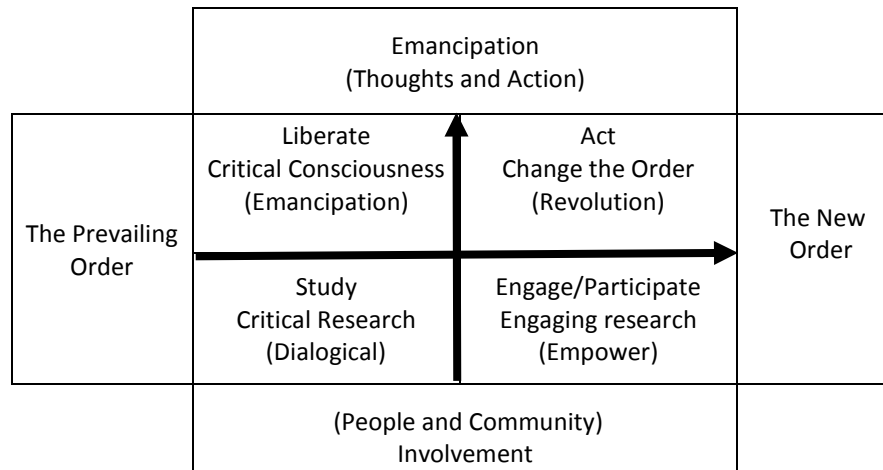 Emancipation
(Thoughts and Action)
Liberate
Critical Consciousness
(Emancipation)
Act
Change the Order
(Revolution)
The Prevailing
Order
The New
Order
Study
Critical Research
(Dialogical)
Engage/Participate
Engaging research
(Empower)
(People and Community)
Involvement